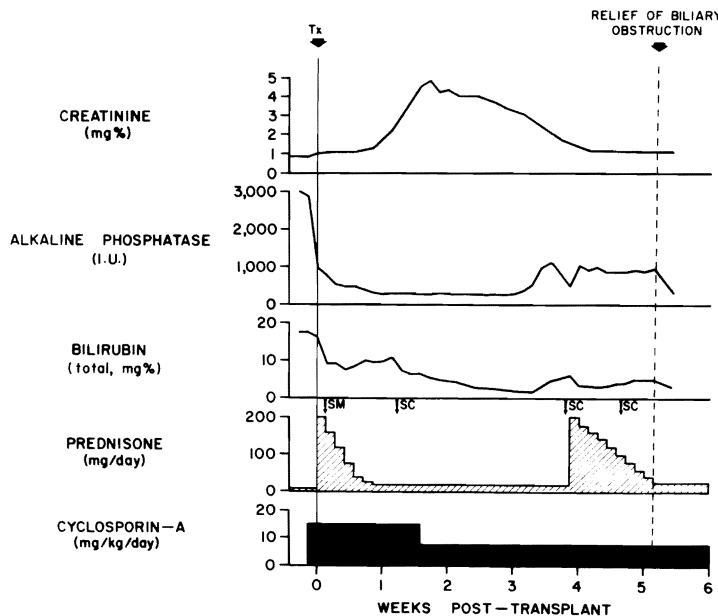 Tx
RELIEF OF BILIARY
OBSTRUCTION
CREATININE
(mg%)
5
4
3
2
1
0
ALKALINE PHOSPHATASE
(I.U.)
3,000
2,000
1,000
0
BILIRUBIN
(total, mg%)
20
10
0
SM
SC
SC
SC
PREDNISONE
(mg/day)
200
100
0
CYCLOSPORIN-A
(mg/kg/day)
20
10
0
0 1 2 3 4 5 6
WEEKS POST-TRANSPLANT